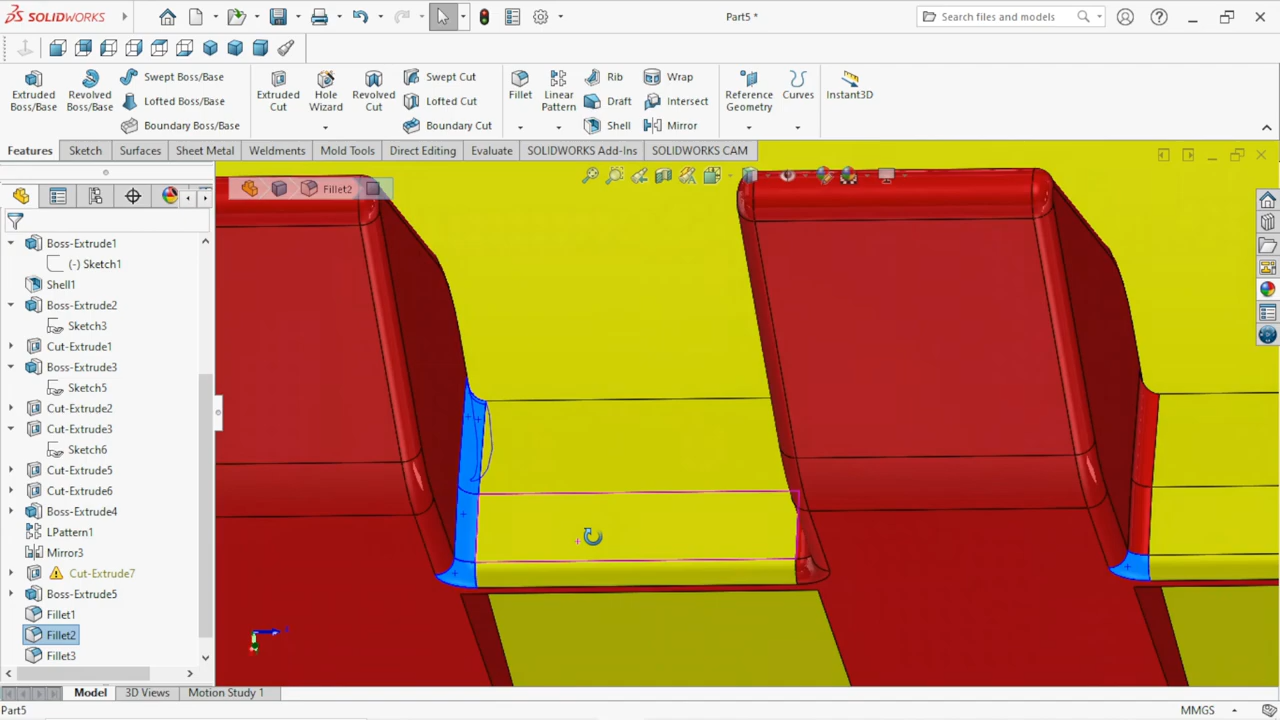 SOLIDWORKS
Part5 *
Search files and models
Extruded Boss/Base
Revolved Boss/Base
Swept Boss/Base
Lofted Boss/Base
Boundary Boss/Base
Extruded Cut
Hole Wizard
Revolved Cut
Swept Cut
Lofted Cut
Boundary Cut
Fillet
Linear Pattern
Rib
Draft
Shell
Wrap
Intersect
Mirror
Reference Geometry
Curves
Instant3D
Features
Sketch
Surfaces
Sheet Metal
Weldments
Mold Tools
Direct Editing
Evaluate
SOLIDWORKS Add-Ins
SOLIDWORKS CAM
Fillet2
Boss-Extrude1
(-) Sketch1
Shell1
Boss-Extrude2
Sketch3
Cut-Extrude1
Boss-Extrude3
Sketch5
Cut-Extrude2
Cut-Extrude3
Sketch6
Cut-Extrude5
Cut-Extrude6
Boss-Extrude4
LPattern1
Mirror3
Cut-Extrude7
Boss-Extrude5
Fillet1
Fillet2
Fillet3
Model
3D Views
Motion Study 1
Part5
MMGS